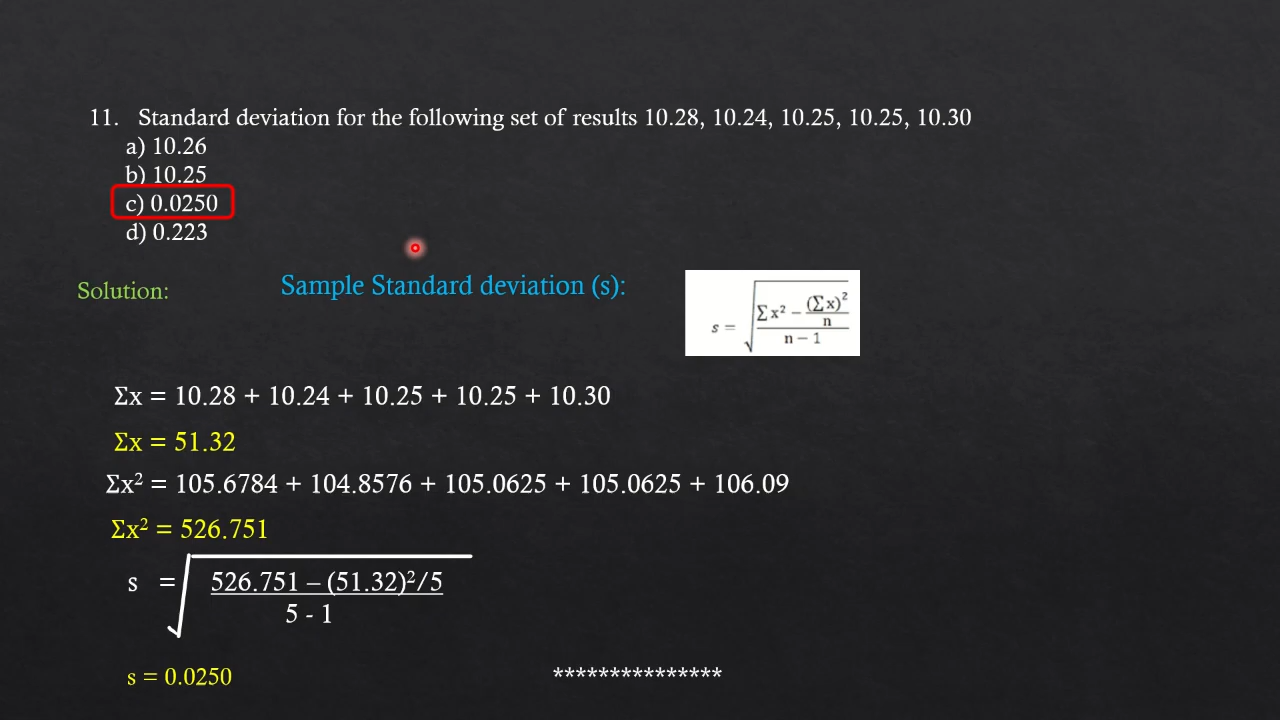 11. Standard deviation for the following set of results 10.28, 10.24, 10.25, 10.25, 10.30
a) 10.26
b) 10.25
c) 0.0250
d) 0.223
Solution:
Sample Standard deviation (s):
s = √((Σx² − (Σx)²/n)/(n − 1))
Σx = 10.28 + 10.24 + 10.25 + 10.25 + 10.30
Σx = 51.32
Σx² = 105.6784 + 104.8576 + 105.0625 + 105.0625 + 106.09
Σx² = 526.751
s = √
526.751 – (51.32)²/5
5 - 1
s = 0.0250
***************